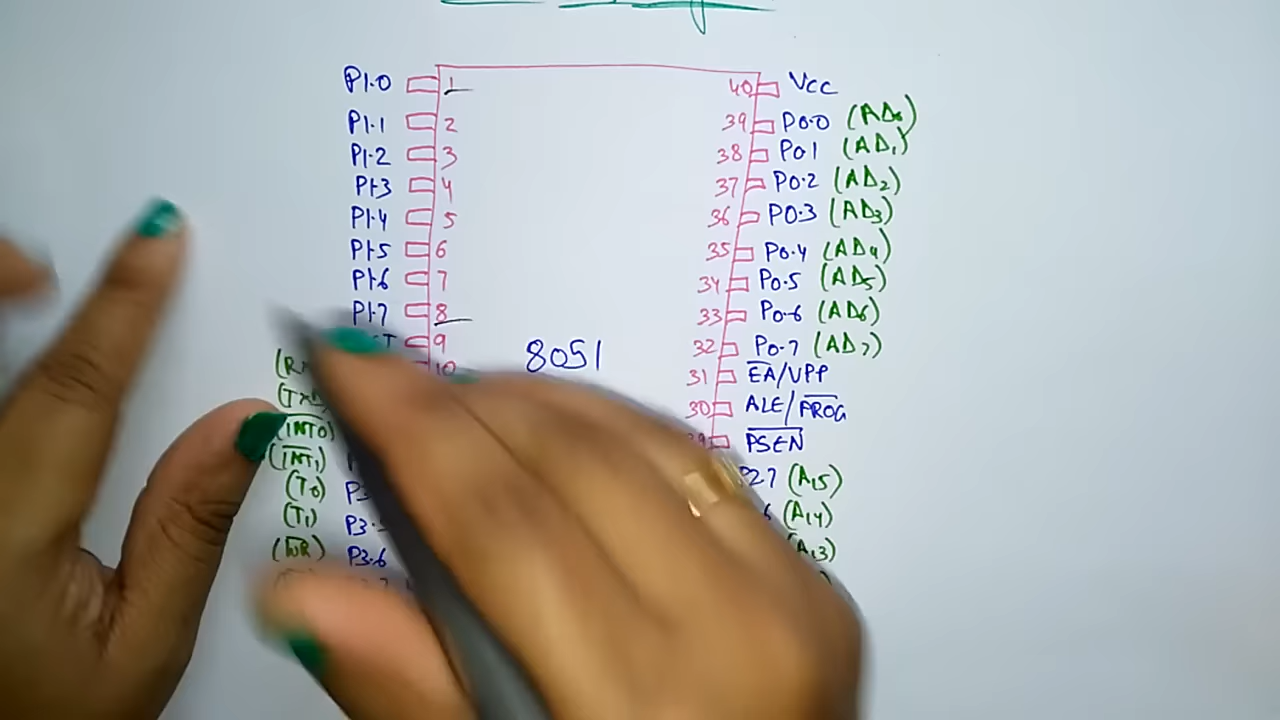 P1.0 1 40 VCC
P1.1 2 39 P0.0 (AD0)
P1.2 3 38 P0.1 (AD1)
P1.3 4 37 P0.2 (AD2)
P1.4 5 36 P0.3 (AD3)
P1.5 6 35 P0.4 (AD4)
P1.6 7 34 P0.5 (AD5)
P1.7 8 33 P0.6 (AD6)
9 8051 32 P0.7 (AD7)
10 31 EA/VPP
30 ALE/PROG
(INT0) PSEN
(INT1)
(T0) P2.7 (A15)
(T1) (A14)
(WR) P3.6 (A13)